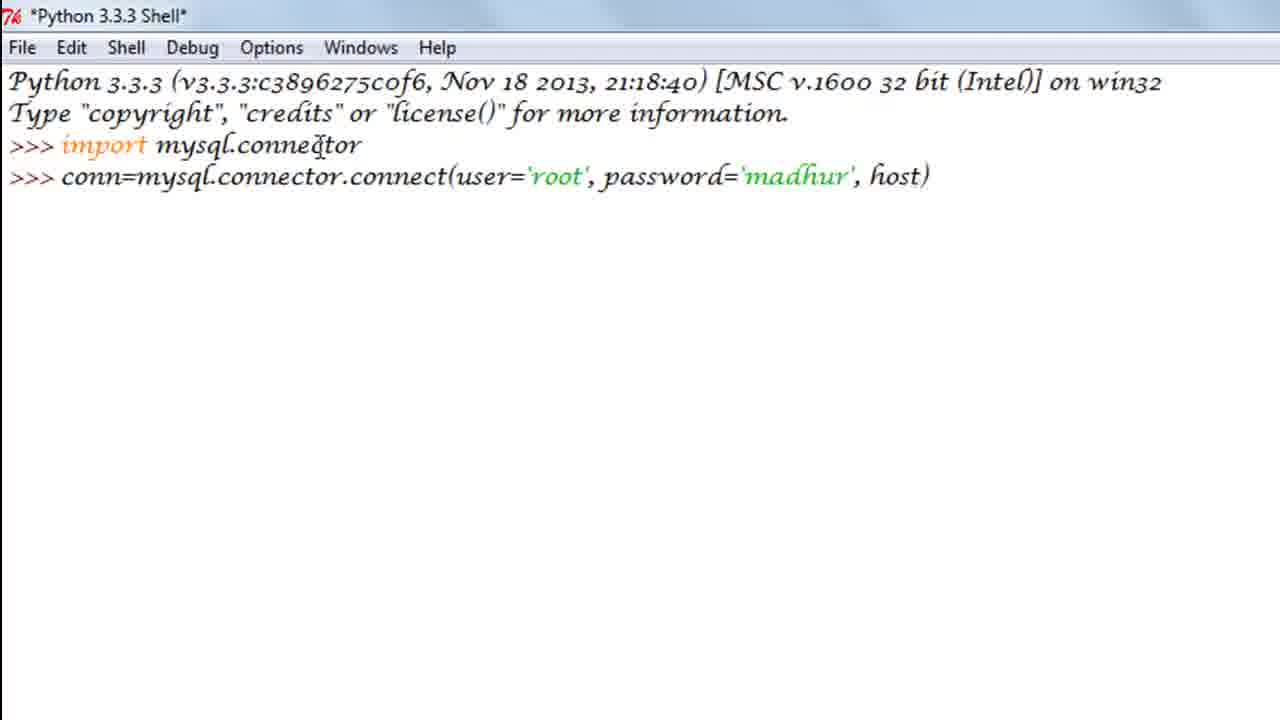 *Python 3.3.3 Shell*
File Edit Shell Debug Options Windows Help
Python 3.3.3 (v3.3.3:c3896275c0f6, Nov 18 2013, 21:18:40) [MSC v.1600 32 bit (Intel)] on win32
Type "copyright", "credits" or "license()" for more information.
>>> import mysql.connector
>>> conn=mysql.connector.connect(user='root', password='madhur', host)